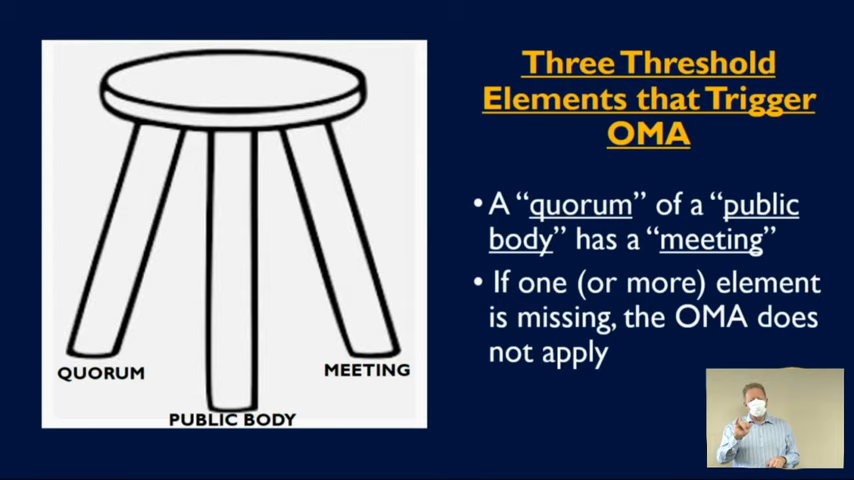 Three Threshold
Elements that Trigger
OMA
• A “quorum” of a “public
body” has a “meeting”
• If one (or more) element
is missing, the OMA does
not apply
QUORUM
MEETING
PUBLIC BODY